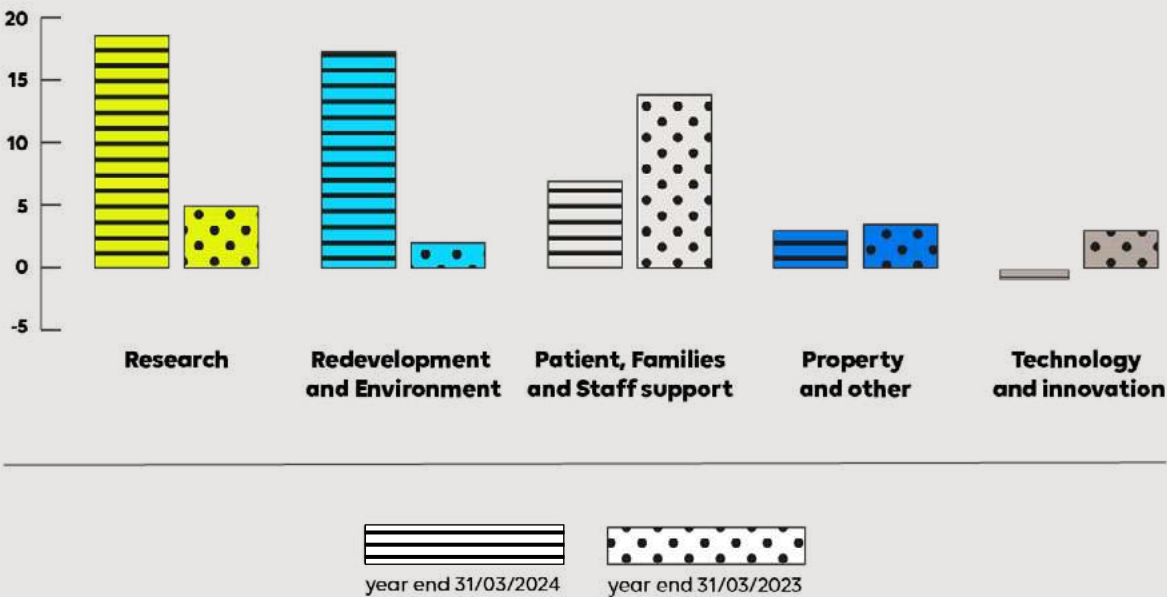 20
15
10
5
0
-5
Research
Redevelopment
and Environment
Patient, Families
and Staff support
Property
and other
Technology
and innovation
year end 31/03/2024
year end 31/03/2023